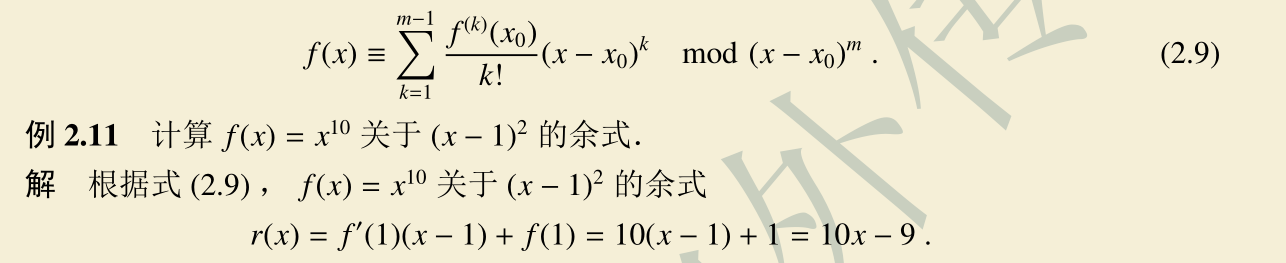 f(x) ≡ \sum_{k=1}^{m-1} \frac{f^{(k)}(x_0)}{k!}(x − x_0)^k mod (x − x_0)^m . (2.9)
例 2.11 计算 f(x) = x^{10} 关于 (x − 1)^2 的余式.
解 根据式 (2.9) , f(x) = x^{10} 关于 (x − 1)^2 的余式
r(x) = f′(1)(x − 1) + f(1) = 10(x − 1) + 1 = 10x − 9 .
外传